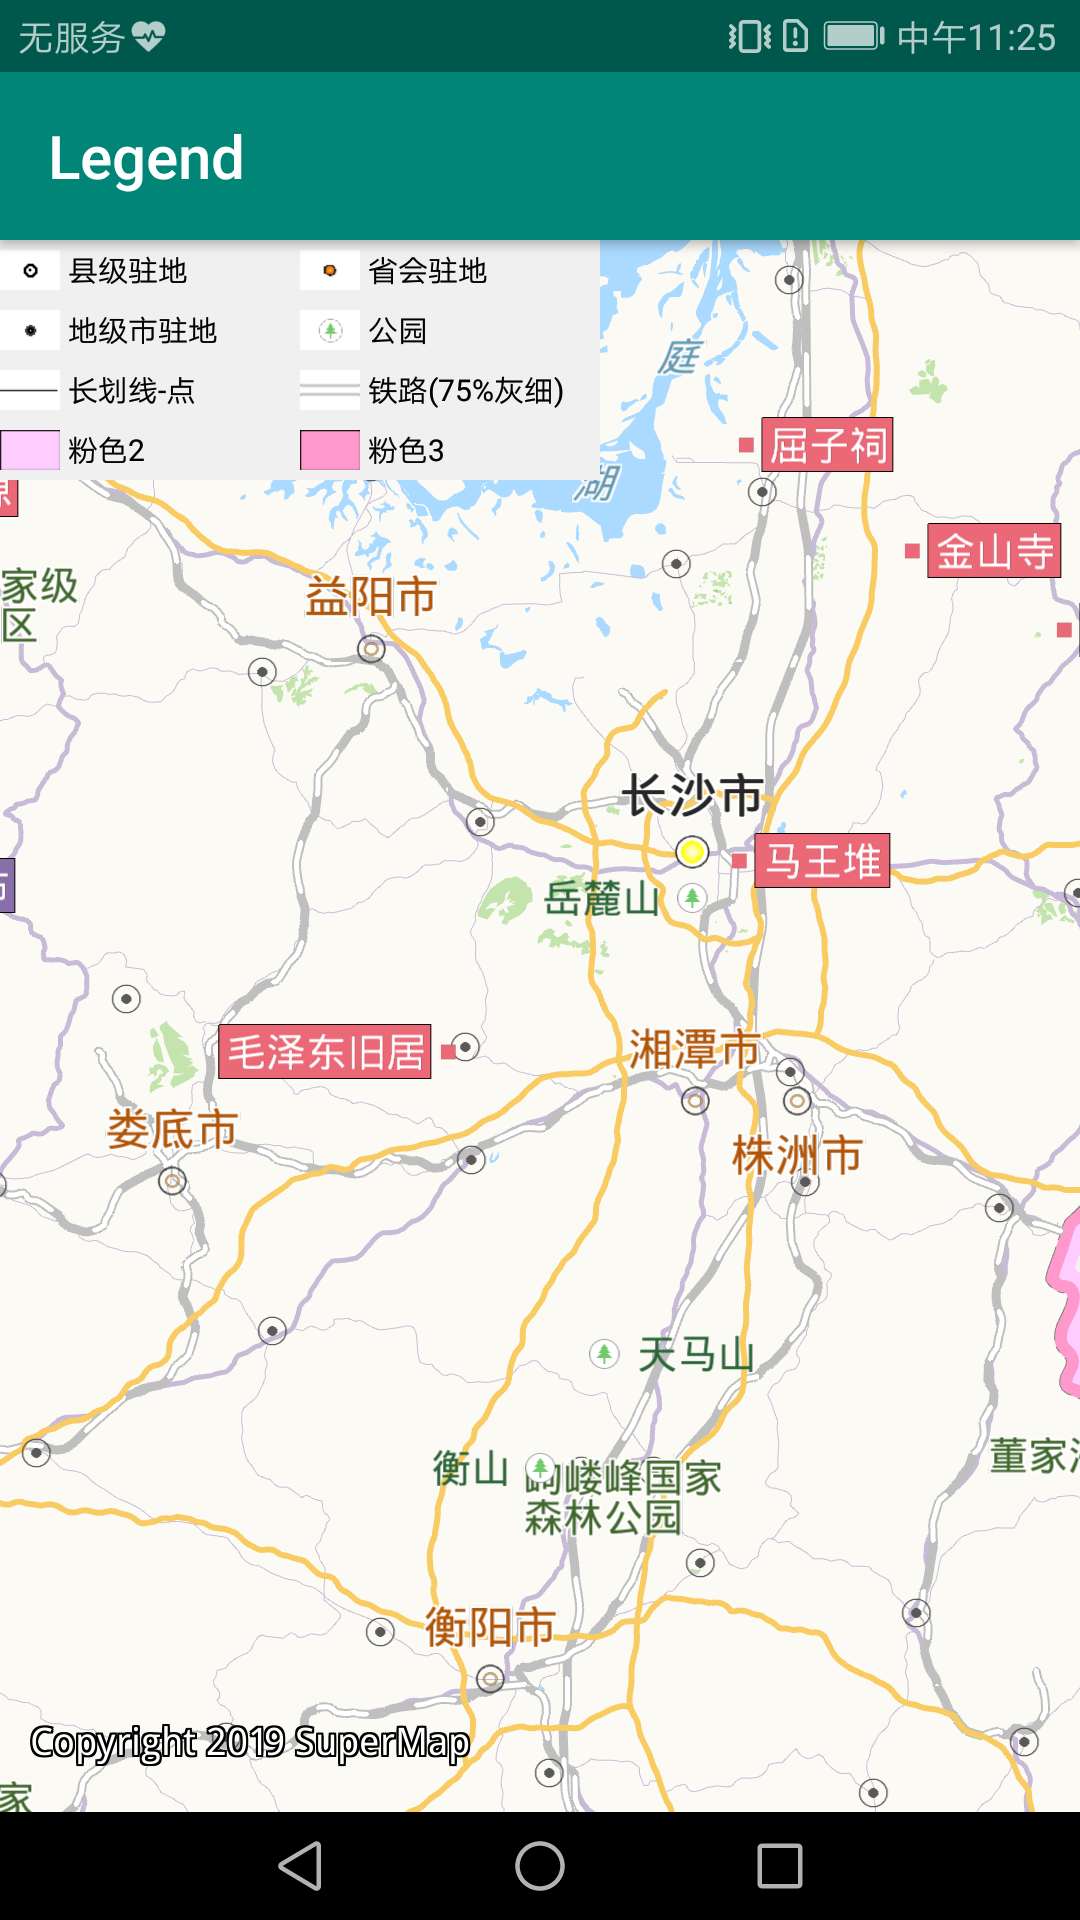 无服务 中午11:25
Legend
县级驻地 省会驻地
地级市驻地 公园
长划线-点 铁路(75%灰细)
粉色2 粉色3
庭
屈子祠
湖
金山寺
家级
区
益阳市
长沙市
马王堆
岳麓山
毛泽东旧居
湘潭市
娄底市
株洲市
天马山
董家
衡山
岣嵝峰国家
森林公园
衡阳市
Copyright 2019 SuperMap
家